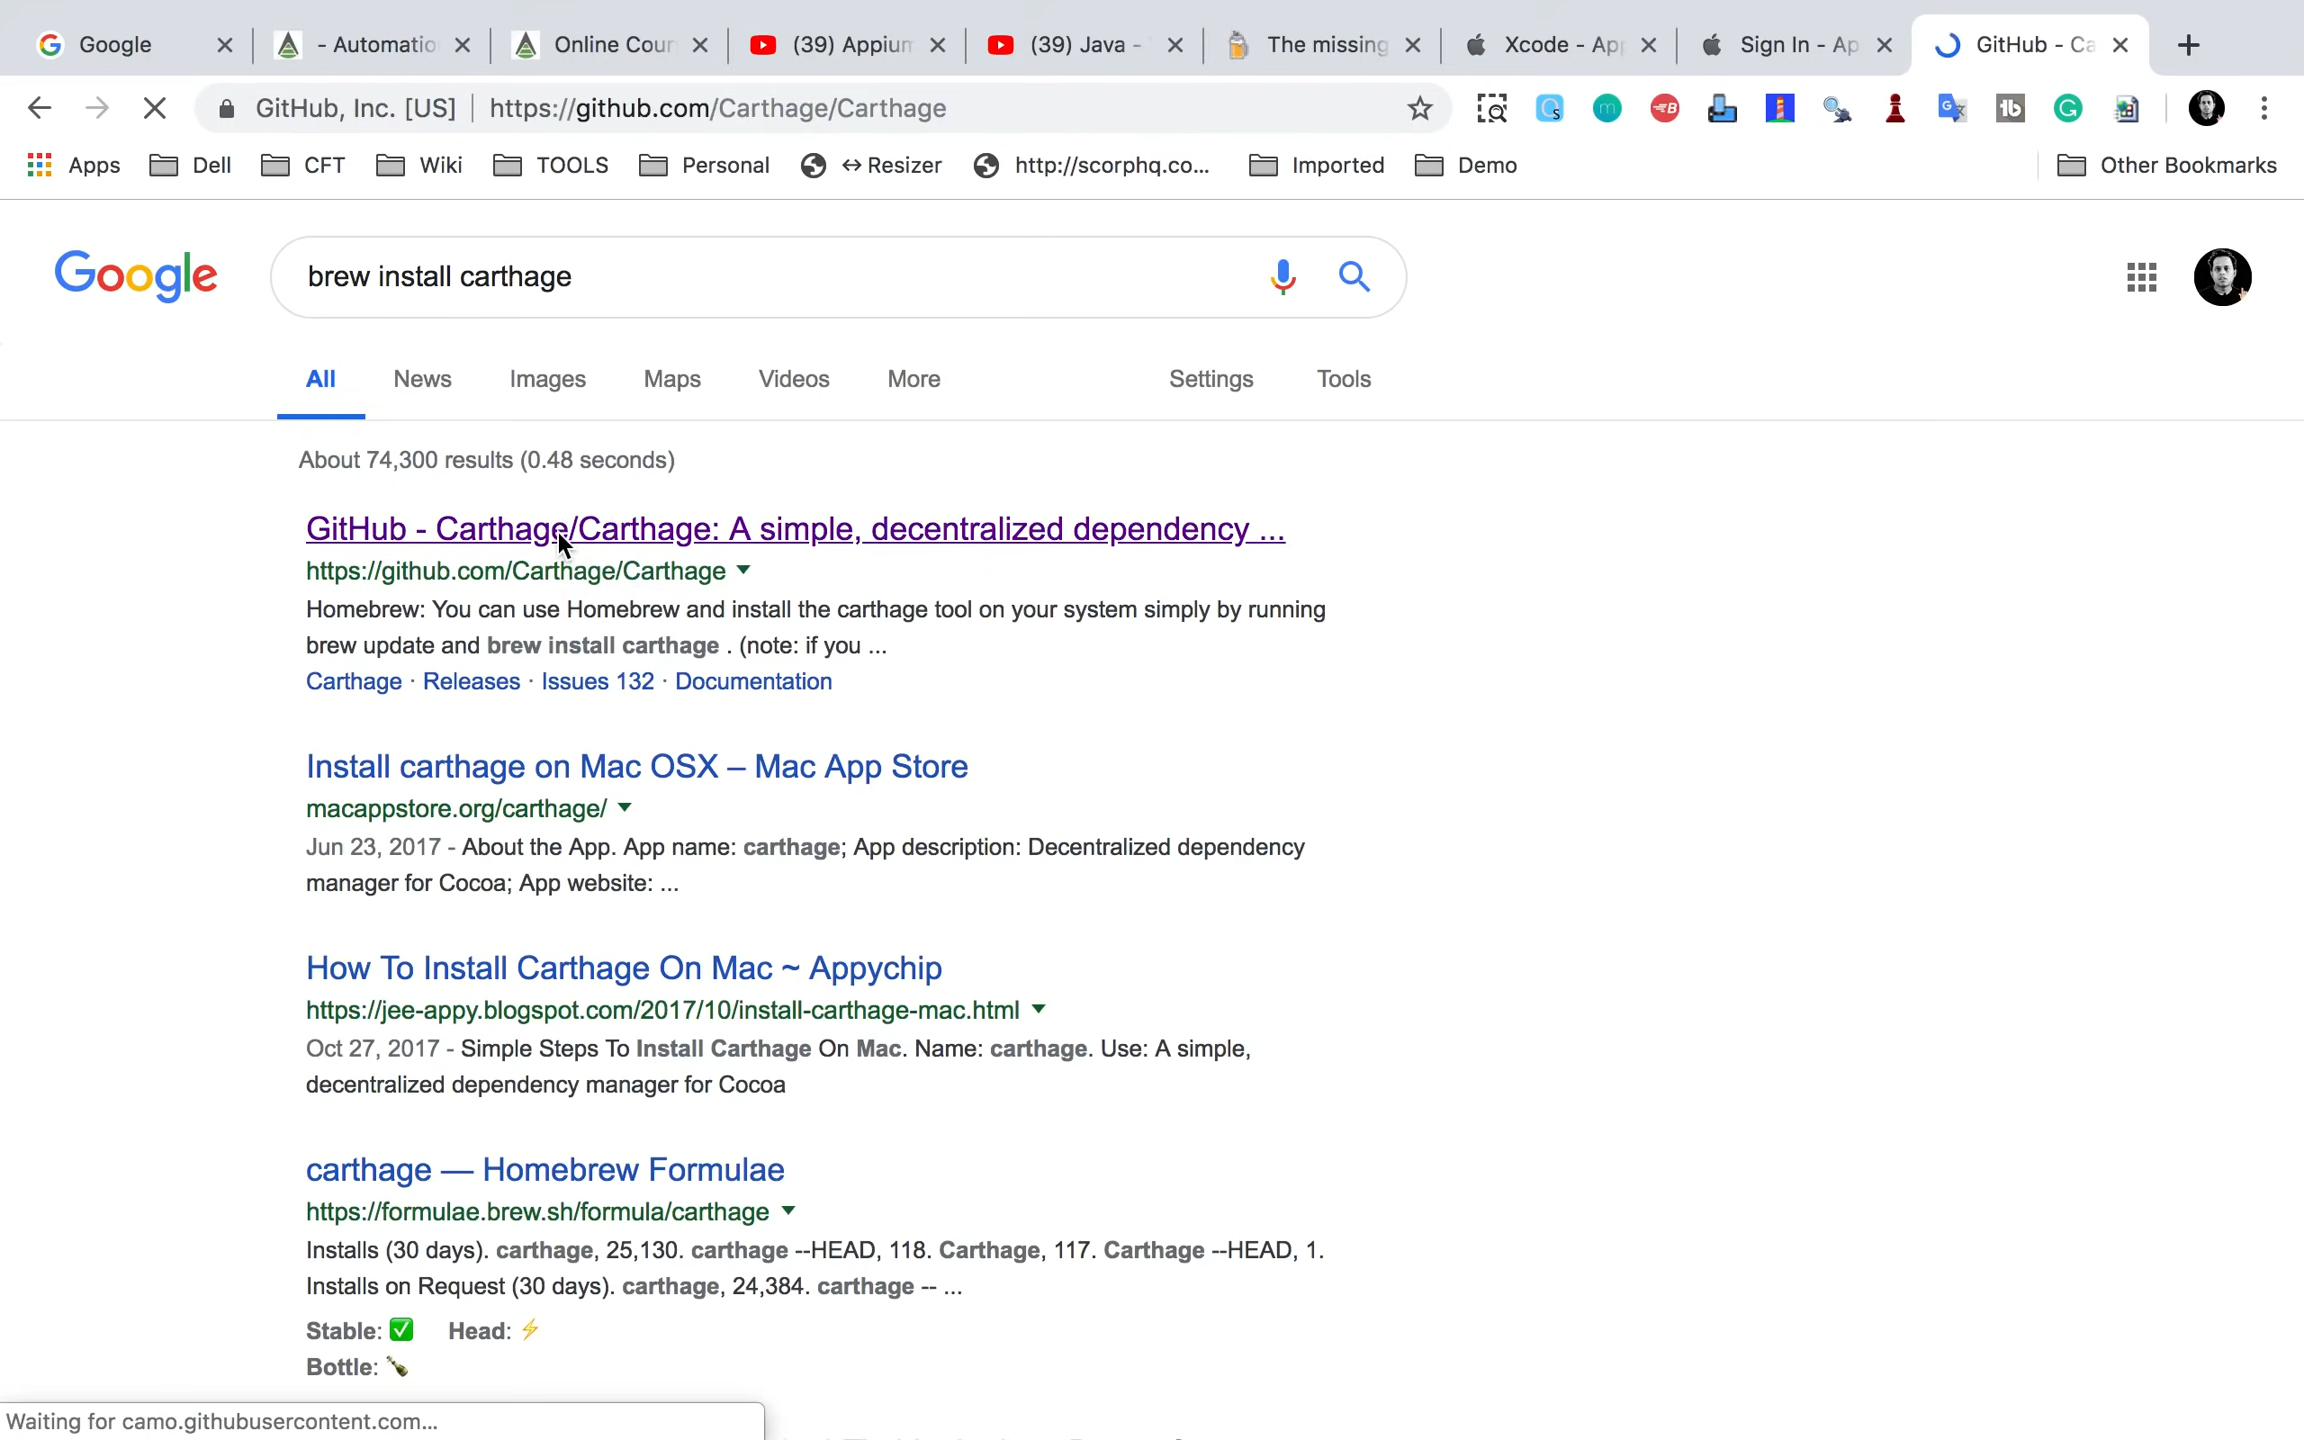 Google - Automatio Online Cour (39) Appium (39) Java - The missing Xcode - Ap Sign In - Ap GitHub - Ca
GitHub, Inc. [US] https://github.com/Carthage/Carthage
Apps Dell CFT Wiki TOOLS Personal ↔ Resizer http://scorphq.co... Imported Demo Other Bookmarks
Google brew install carthage
All News Images Maps Videos More Settings Tools
About 74,300 results (0.48 seconds)
GitHub - Carthage/Carthage: A simple, decentralized dependency ...
https://github.com/Carthage/Carthage
Homebrew: You can use Homebrew and install the carthage tool on your system simply by running
brew update and brew install carthage . (note: if you ...
Carthage · Releases · Issues 132 · Documentation
Install carthage on Mac OSX – Mac App Store
macappstore.org/carthage/
Jun 23, 2017 - About the App. App name: carthage; App description: Decentralized dependency
manager for Cocoa; App website: ...
How To Install Carthage On Mac ~ Appychip
https://jee-appy.blogspot.com/2017/10/install-carthage-mac.html
Oct 27, 2017 - Simple Steps To Install Carthage On Mac. Name: carthage. Use: A simple,
decentralized dependency manager for Cocoa
carthage — Homebrew Formulae
https://formulae.brew.sh/formula/carthage
Installs (30 days). carthage, 25,130. carthage --HEAD, 118. Carthage, 117. Carthage --HEAD, 1.
Installs on Request (30 days). carthage, 24,384. carthage -- ...
Stable: ✅ Head: ⚡
Bottle: 🍾
Waiting for camo.githubusercontent.com...